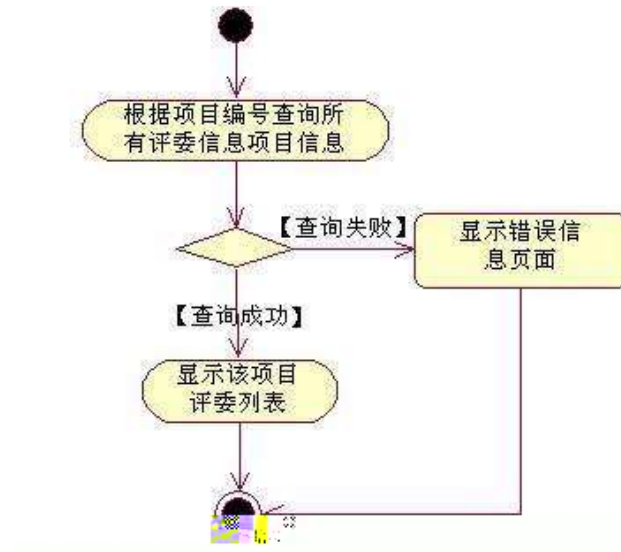 根据项目编号查询所
有评委信息项目信息
【查询失败】
显示错误信
息页面
【查询成功】
显示该项目
评委列表